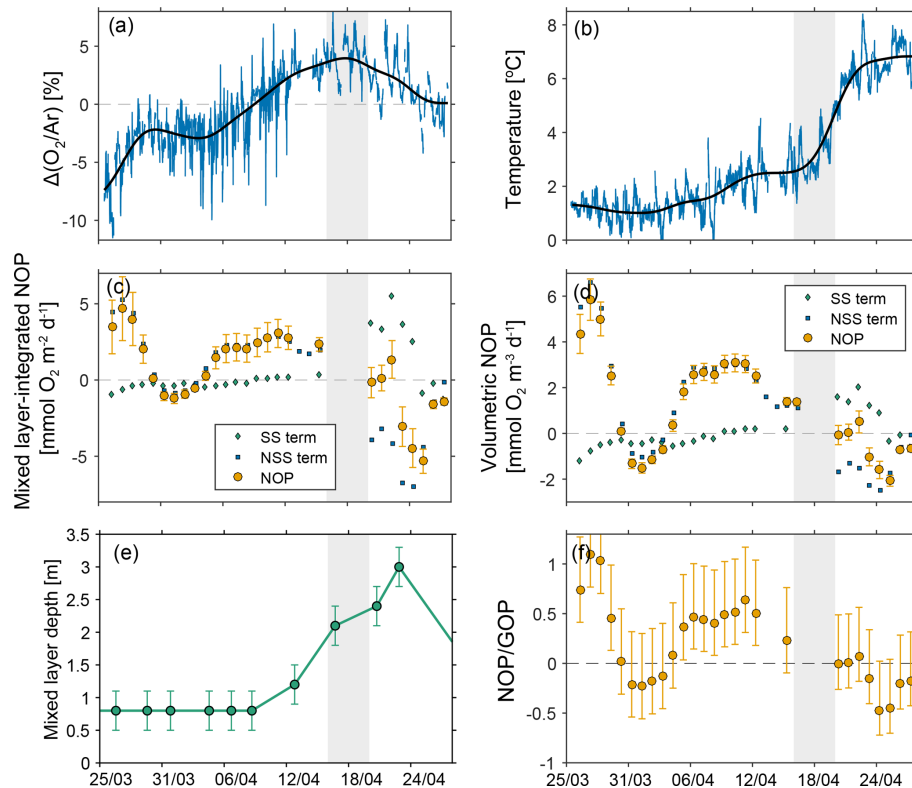 (a)
Δ(O₂/Ar) [%]
5
0
-5
-10
(b)
Temperature [ºC]
8
6
4
2
0
(c)
Mixed layer-integrated NOP
[mmol O₂ m⁻² d⁻¹]
5
0
-5
SS term
NSS term
NOP
(d)
Volumetric NOP
[mmol O₂ m⁻³ d⁻¹]
6
4
2
0
-2
SS term
NSS term
NOP
(e)
Mixed layer depth [m]
3.5
3
2.5
2
1.5
1
0.5
0
25/03 31/03 06/04 12/04 18/04 24/04
(f)
NOP/GOP
1
0.5
0
-0.5
-1
25/03 31/03 06/04 12/04 18/04 24/04